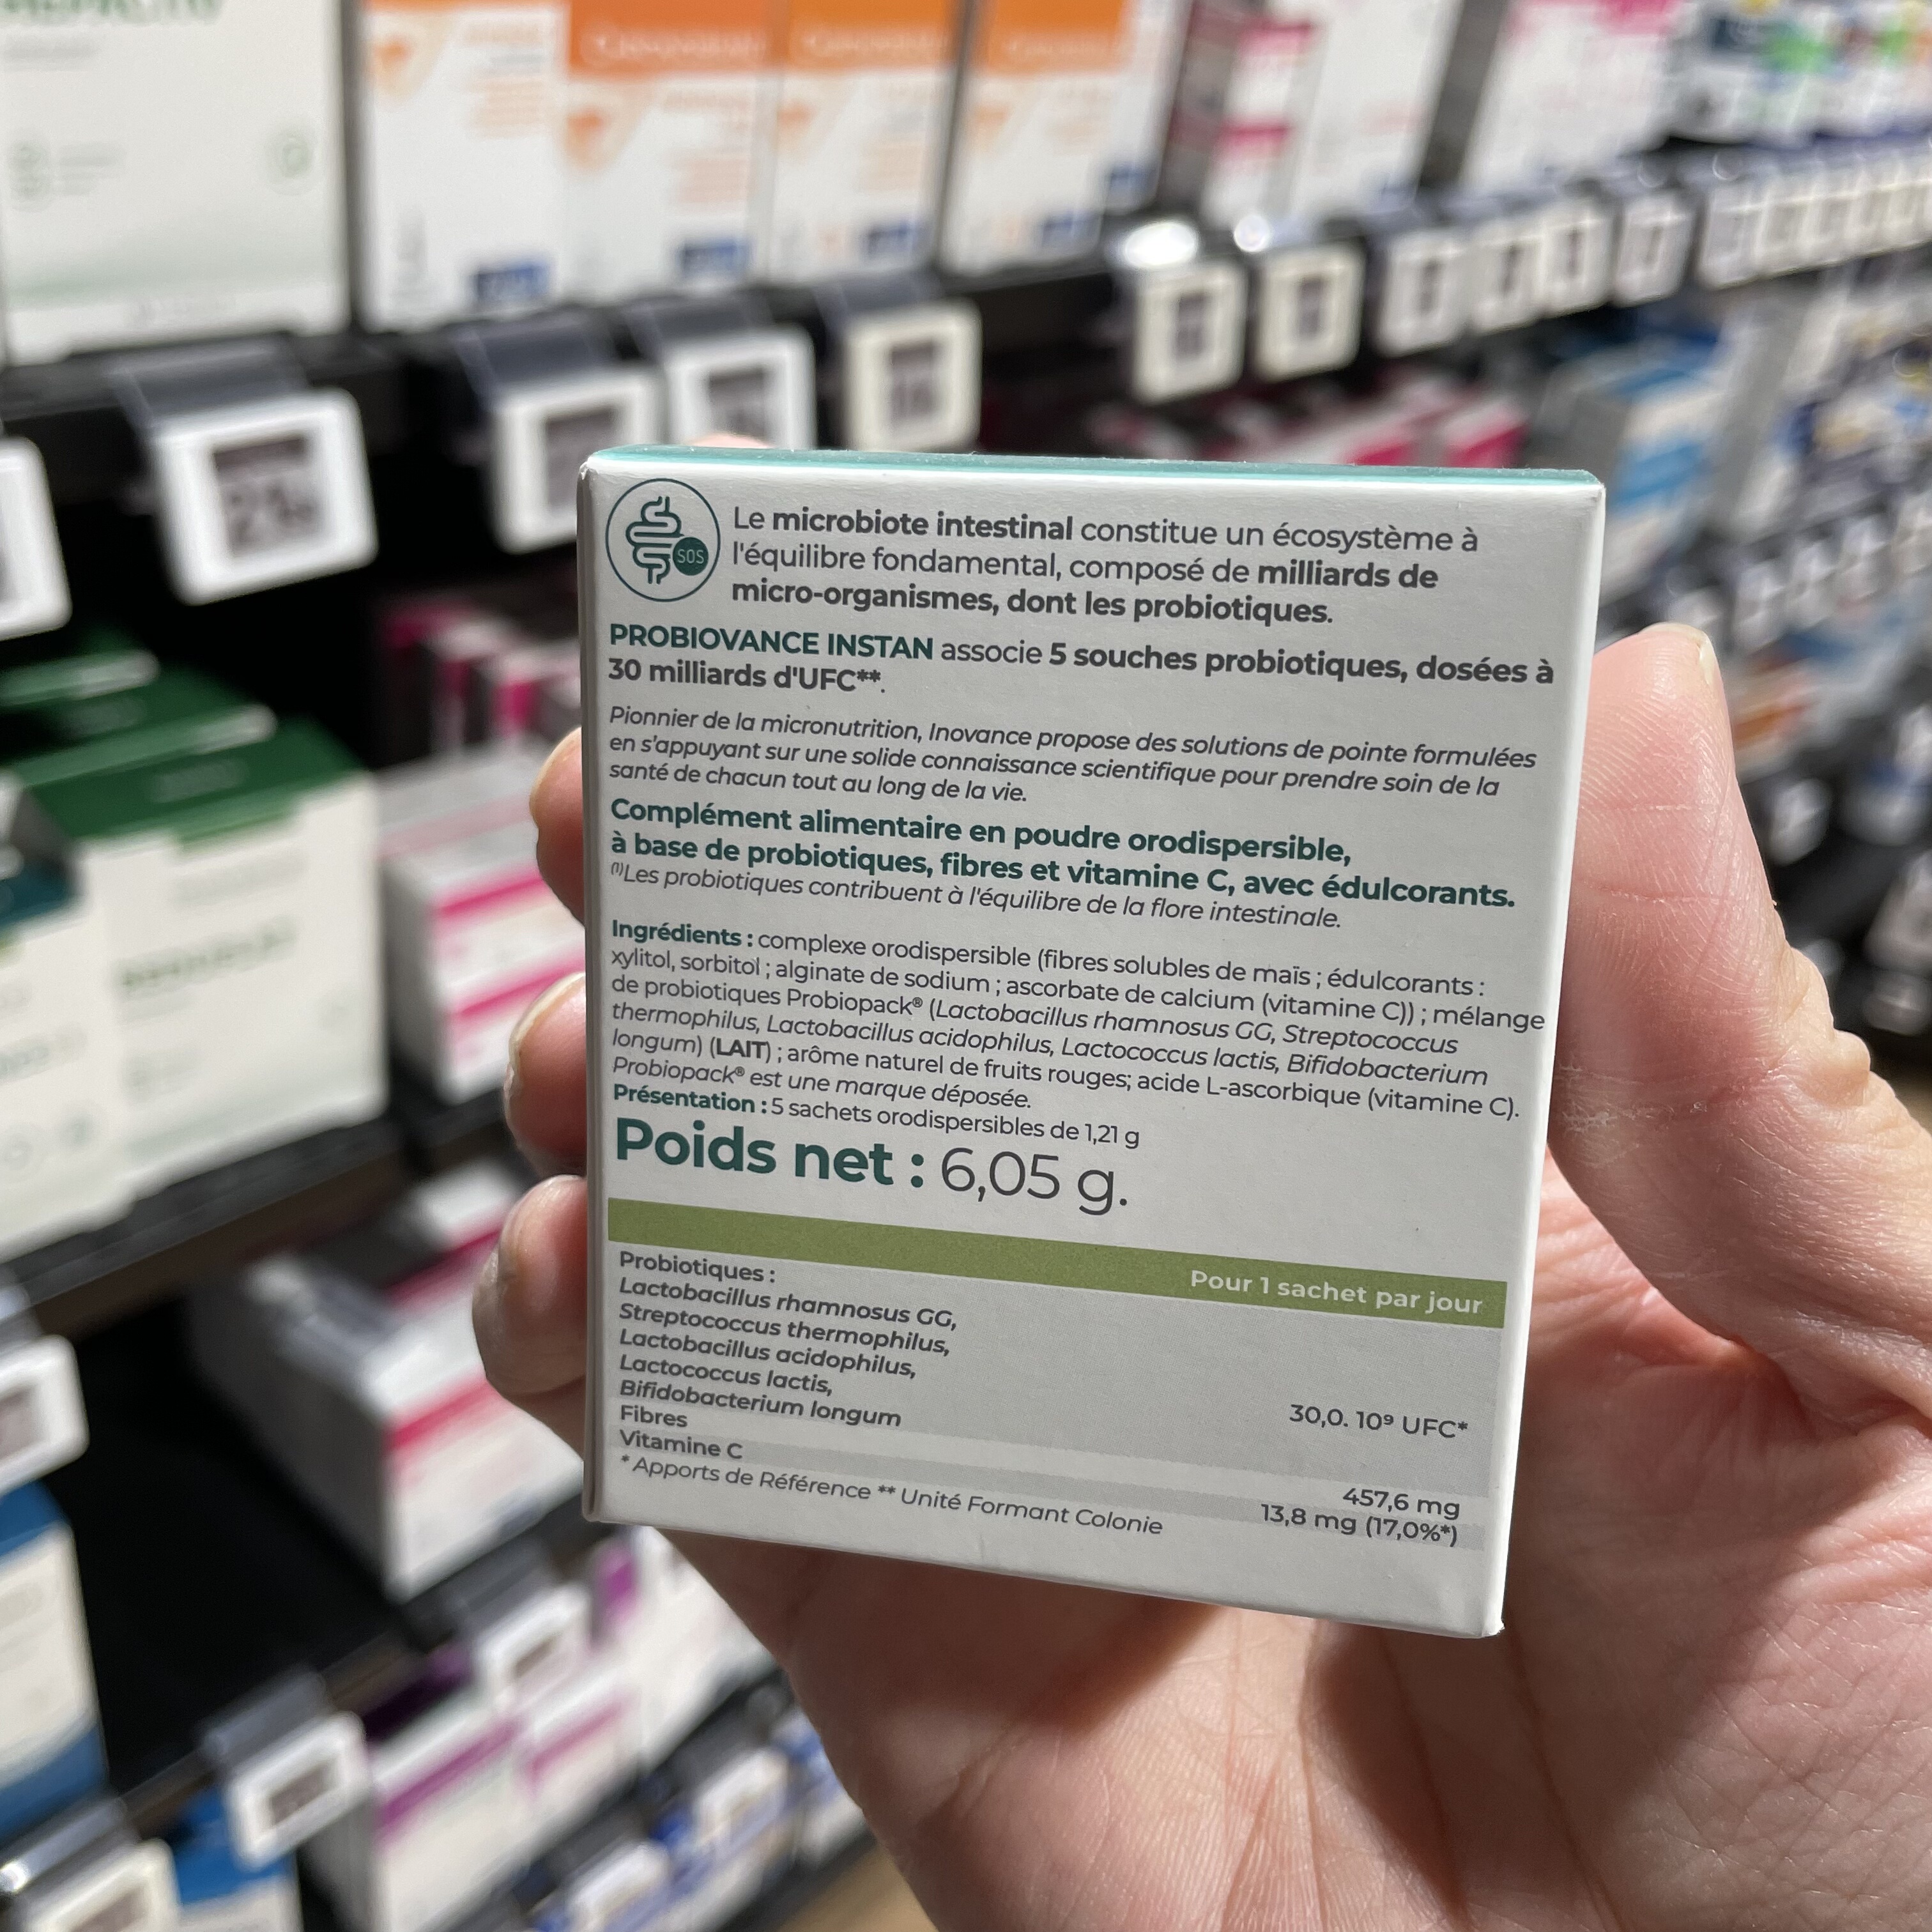 SOS
Le microbiote intestinal constitue un écosystème à
l'équilibre fondamental, composé de milliards de
micro-organismes, dont les probiotiques.
PROBIOVANCE INSTAN associe 5 souches probiotiques, dosées à
30 milliards d'UFC**.
Pionnier de la micronutrition, Inovance propose des solutions de pointe formulées
en s'appuyant sur une solide connaissance scientifique pour prendre soin de la
santé de chacun tout au long de la vie.
Complément alimentaire en poudre orodispersible,
à base de probiotiques, fibres et vitamine C, avec édulcorants.
(1)Les probiotiques contribuent à l'équilibre de la flore intestinale.
Ingrédients : complexe orodispersible (fibres solubles de maïs ; édulcorants :
xylitol, sorbitol ; alginate de sodium ; ascorbate de calcium (vitamine C)) ; mélange
de probiotiques Probiopack® (Lactobacillus rhamnosus GG, Streptococcus
thermophilus, Lactobacillus acidophilus, Lactococcus lactis, Bifidobacterium
longum) (LAIT) ; arôme naturel de fruits rouges; acide L-ascorbique (vitamine C).
Probiopack® est une marque déposée.
Présentation : 5 sachets orodispersibles de 1,21 g
Poids net : 6,05 g.
Pour 1 sachet par jour
Probiotiques :
Lactobacillus rhamnosus GG,
Streptococcus thermophilus,
Lactobacillus acidophilus,
Lactococcus lactis,
Bifidobacterium longum 30,0. 10⁹ UFC*
Fibres 457,6 mg
Vitamine C 13,8 mg (17,0%*)
* Apports de Référence ** Unité Formant Colonie